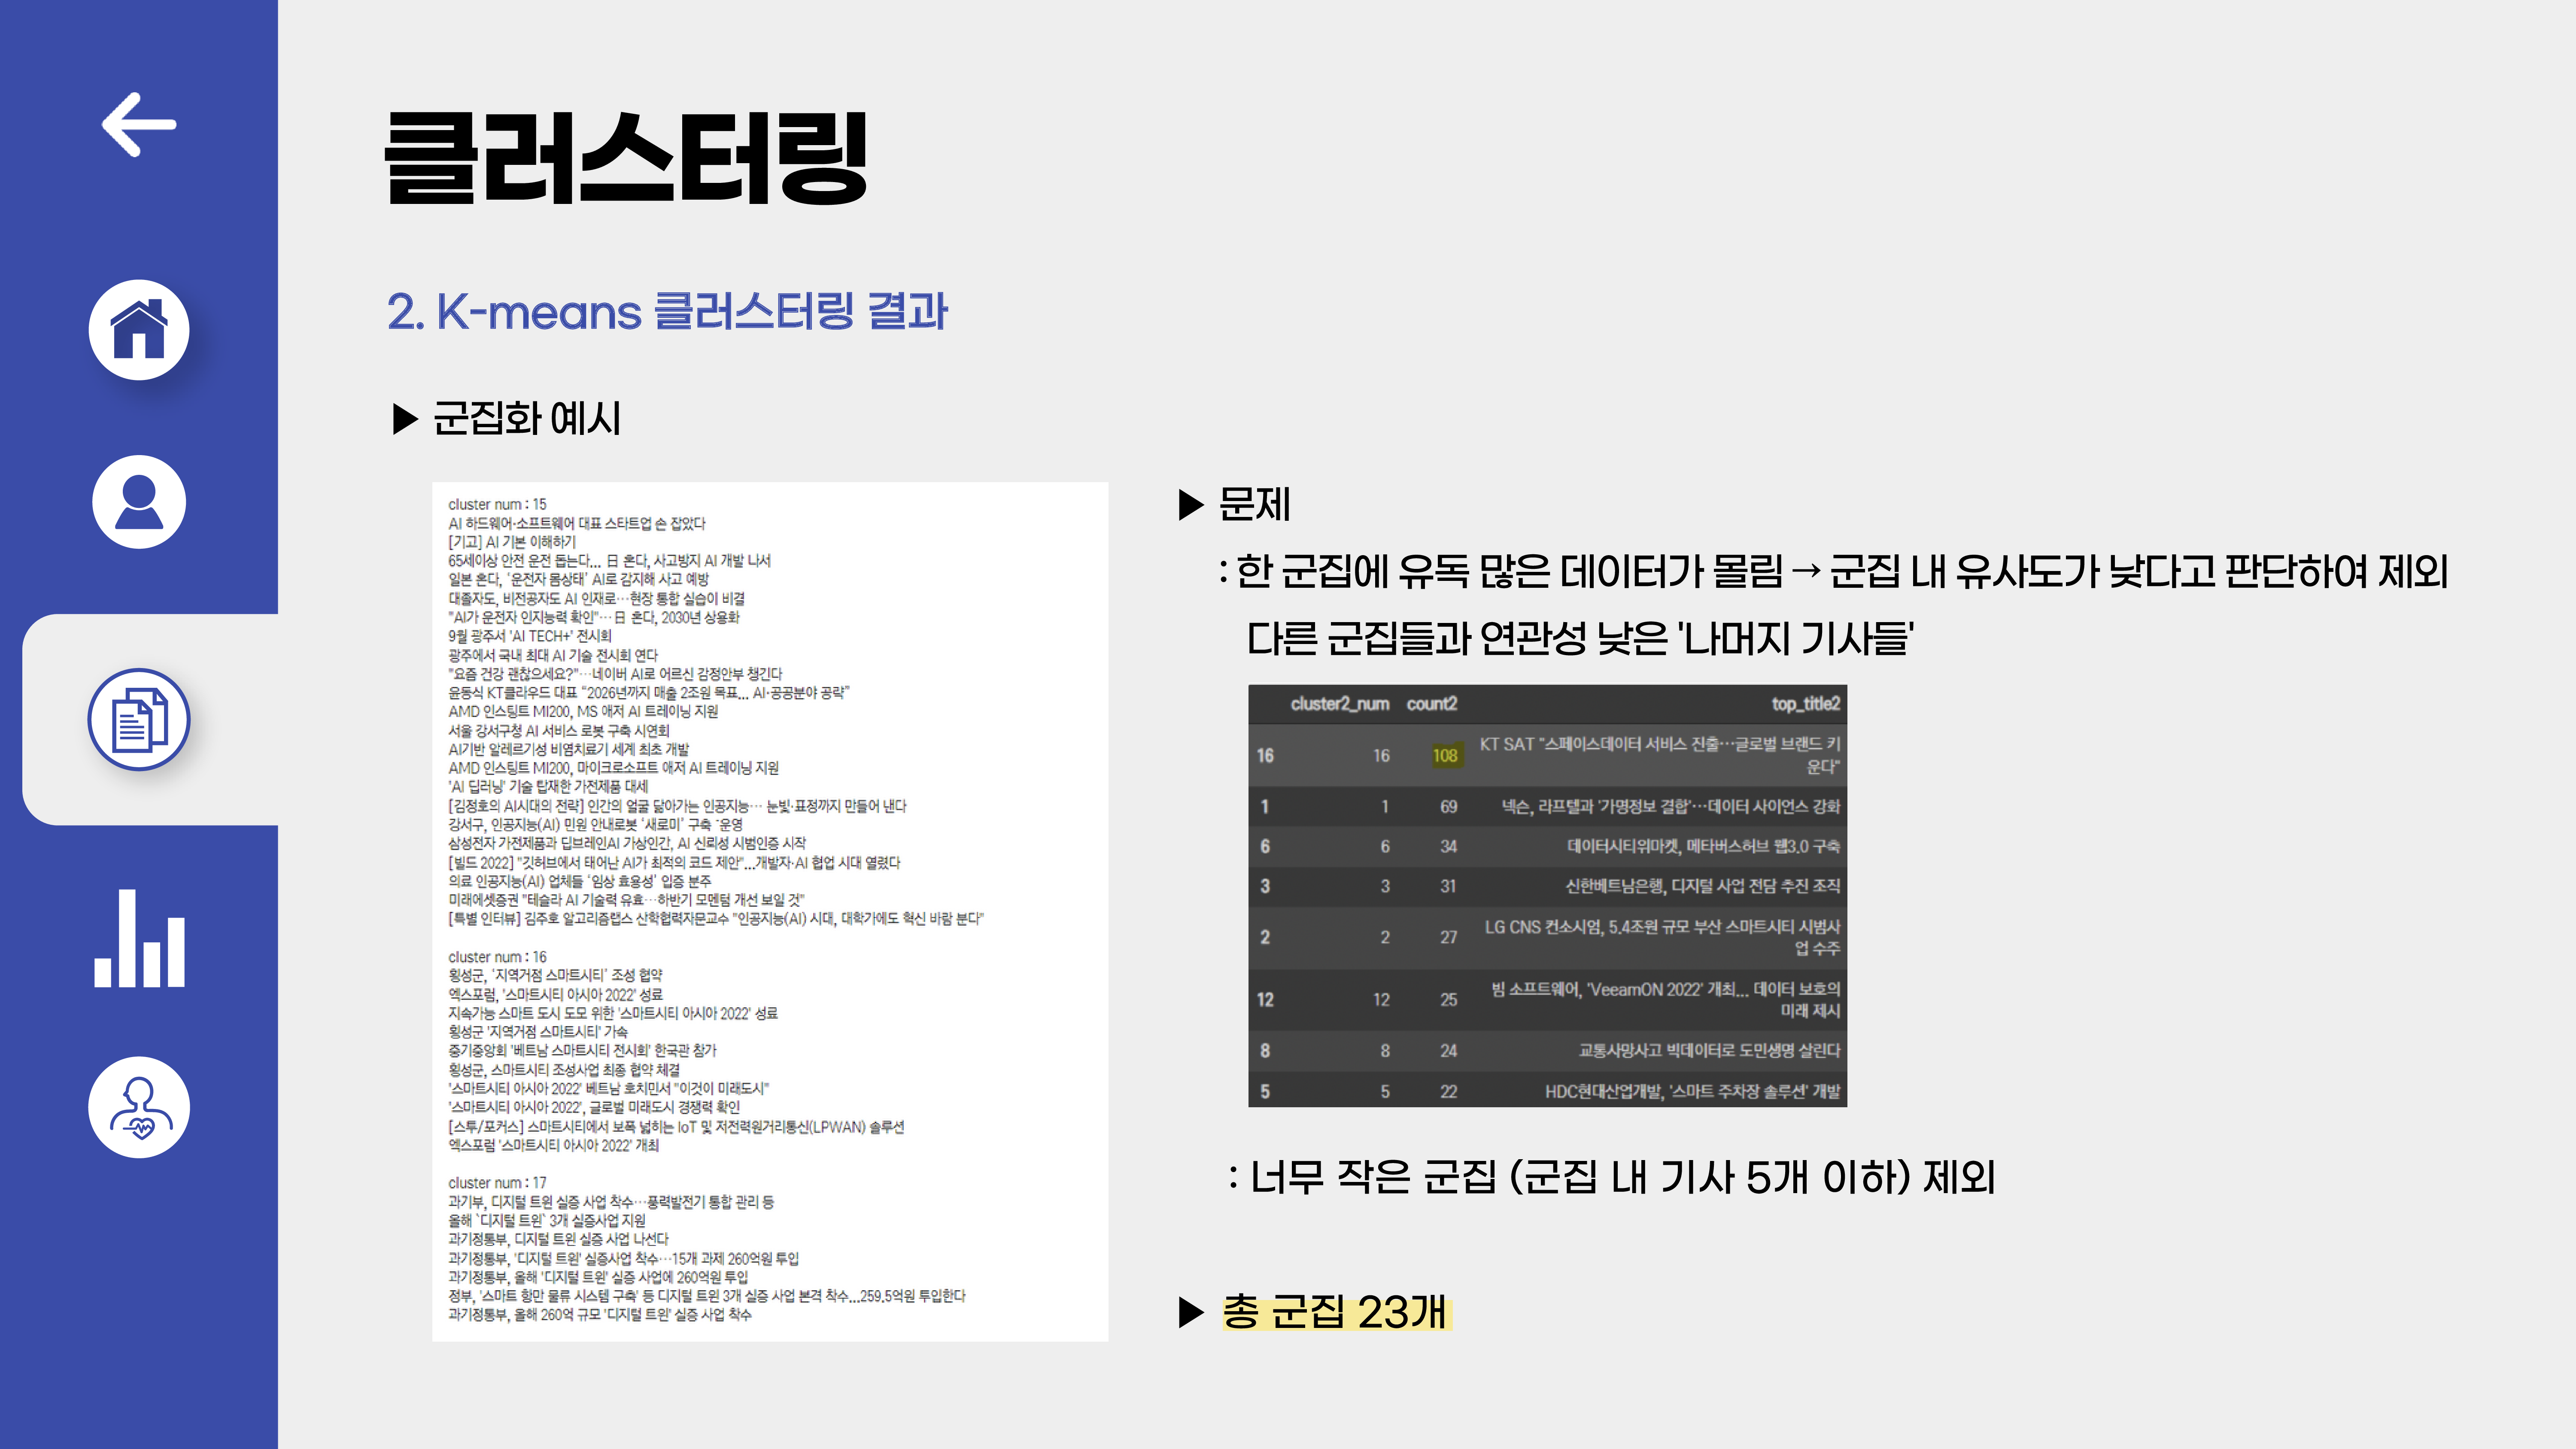 클러스터링
2. K-means 클러스터링 결과
▶ 군집화 예시
cluster num : 15
AI 하드웨어·소프트웨어 대표 스타트업 손 잡았다
[기고] AI 기본 이해하기
65세이상 안전 운전 돕는다... 日 혼다, 사고방지 AI 개발 나서
일본 혼다, '운전자 몸상태' AI로 감지해 사고 예방
대졸자도, 비전공자도 AI 인재로…현장 통합 실습이 비결
"AI가 운전자 인지능력 확인"…日 혼다, 2030년 상용화
9월 광주서 'AI TECH+' 전시회
광주에서 국내 최대 AI 기술 전시회 연다
"요즘 건강 괜찮으세요?"…네이버 AI로 어르신 감정안부 챙긴다
윤동식 KT클라우드 대표 "2026년까지 매출 2조원 목표... AI·공공분야 공략"
AMD 인스팅트 MI200, MS 애저 AI 트레이닝 지원
서울 강서구청 AI 서비스 로봇 구축 시연회
AI기반 알레르기성 비염치료기 세계 최초 개발
AMD 인스팅트 MI200, 마이크로소프트 애저 AI 트레이닝 지원
'AI 딥러닝' 기술 탑재한 가전제품 대세
[김정호의 AI시대의 전략] 인간의 얼굴 닮아가는 인공지능… 눈빛·표정까지 만들어 낸다
강서구, 인공지능(AI) 민원 안내로봇 '새로미' 구축 ˜운영
삼성전자 가전제품과 딥브레인AI 가상인간, AI 신뢰성 시범인증 시작
[빌드 2022] "깃허브에서 태어난 AI가 최적의 코드 제안"...개발자·AI 협업 시대 열렸다
의료 인공지능(AI) 업체들 '임상 효용성' 입증 분주
미래에셋증권 "테슬라 AI 기술력 유효…하반기 모멘텀 개선 보일 것"
[특별 인터뷰] 김주호 알고리즘랩스 산학협력자문교수 "인공지능(AI) 시대, 대학가에도 혁신 바람 분다"
cluster num : 16
횡성군, '지역거점 스마트시티' 조성 협약
엑스포럼, '스마트시티 아시아 2022' 성료
지속가능 스마트 도시 도모 위한 '스마트시티 아시아 2022' 성료
횡성군 '지역거점 스마트시티' 가속
중기중앙회 '베트남 스마트시티 전시회' 한국관 참가
횡성군, 스마트시티 조성사업 최종 협약 체결
'스마트시티 아시아 2022' 베트남 호치민서 "이것이 미래도시"
'스마트시티 아시아 2022', 글로벌 미래도시 경쟁력 확인
[스투/포커스] 스마트시티에서 보폭 넓히는 IoT 및 저전력원거리통신(LPWAN) 솔루션
엑스포럼 '스마트시티 아시아 2022' 개최
cluster num : 17
과기부, 디지털 트윈 실증 사업 착수…풍력발전기 통합 관리 등
올해 `디지털 트윈` 3개 실증사업 지원
과기정통부, 디지털 트윈 실증 사업 나선다
과기정통부, '디지털 트윈' 실증사업 착수…15개 과제 260억원 투입
과기정통부, 올해 '디지털 트윈' 실증 사업에 260억원 투입
정부, '스마트 항만 물류 시스템 구축' 등 디지털 트윈 3개 실증 사업 본격 착수...259.5억원 투입한다
과기정통부, 올해 260억 규모 '디지털 트윈' 실증 사업 착수
▶ 문제
: 한 군집에 유독 많은 데이터가 몰림 → 군집 내 유사도가 낮다고 판단하여 제외
다른 군집들과 연관성 낮은 '나머지 기사들'
cluster2_num count2 top_title2
16 16 108 KT SAT "스페이스데이터 서비스 진출…글로벌 브랜드 키
운다"
1 1 69 넥슨, 라프텔과 '가명정보 결합'…데이터 사이언스 강화
6 6 34 데이터시티위마켓, 메타버스허브 웹3.0 구축
3 3 31 신한베트남은행, 디지털 사업 전담 추진 조직
2 2 27 LG CNS 컨소시엄, 5.4조원 규모 부산 스마트시티 시범사
업 수주
12 12 25 빔 소프트웨어, 'VeeamON 2022' 개최... 데이터 보호의
미래 제시
8 8 24 교통사망사고 빅데이터로 도민생명 살린다
5 5 22 HDC현대산업개발, '스마트 주차장 솔루션' 개발
: 너무 작은 군집 (군집 내 기사 5개 이하) 제외
▶ 총 군집 23개